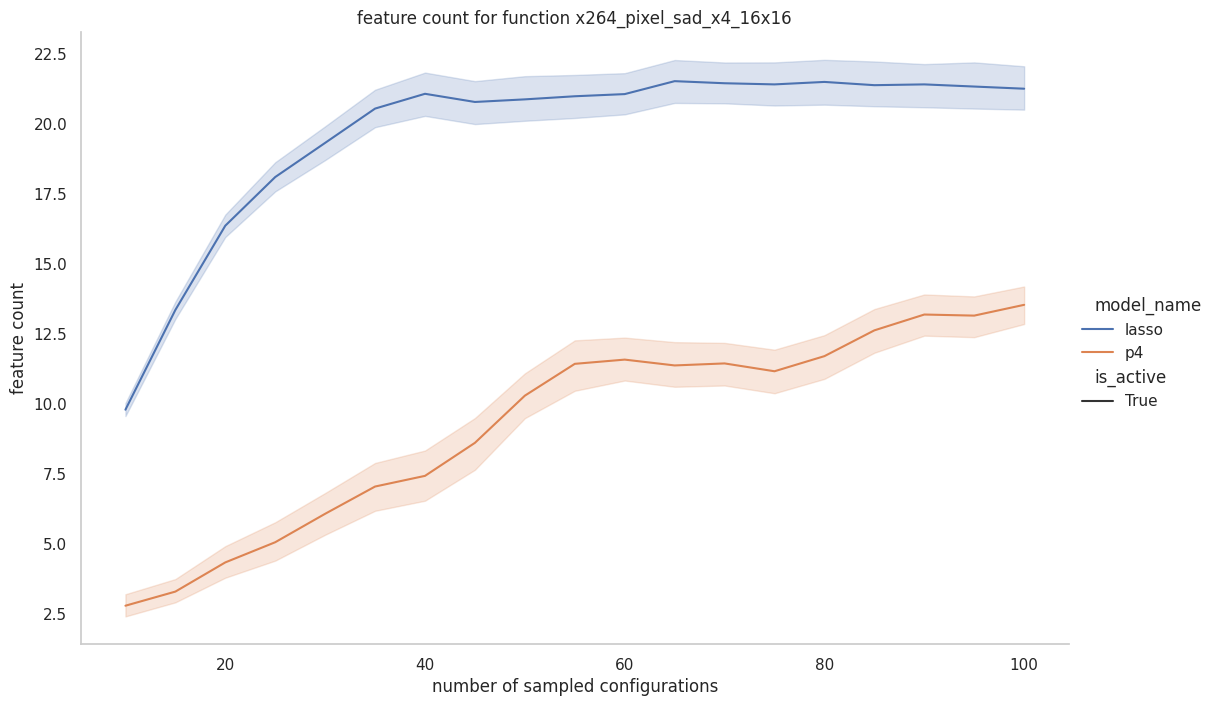 feature count for function x264_pixel_sad_x4_16x16
22.5
20.0
17.5
15.0
12.5
10.0
7.5
5.0
2.5
feature count
20
40
60
80
100
number of sampled configurations
model_name
lasso
p4
is_active
True